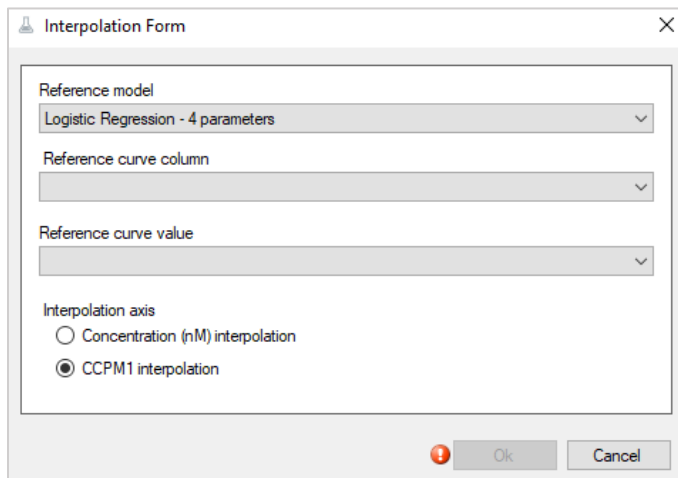 Interpolation Form
Reference model
Logistic Regression - 4 parameters
Reference curve column
Reference curve value
Interpolation axis
Concentration (nM) interpolation
CCPM1 interpolation
Ok
Cancel